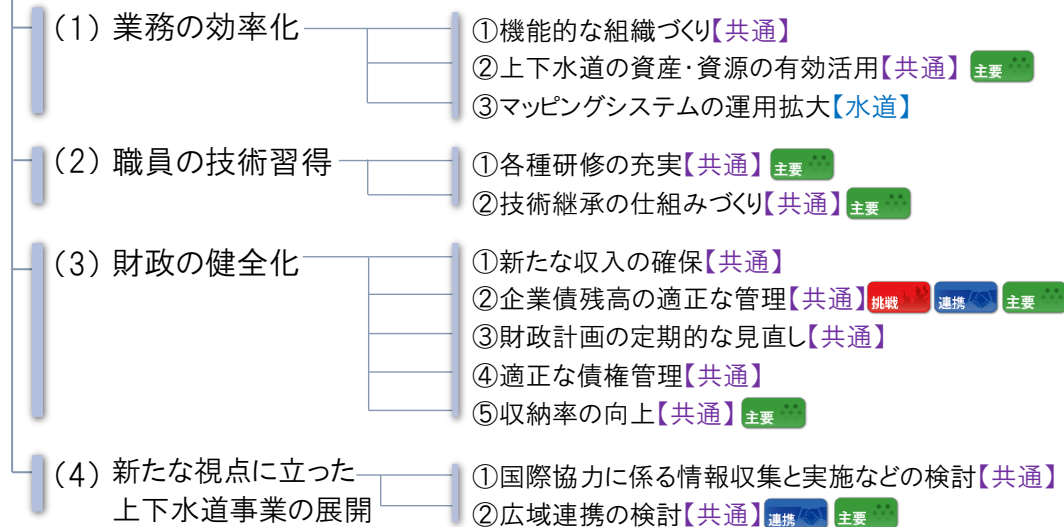 (1) 業務の効率化
①機能的な組織づくり【共通】
②上下水道の資産・資源の有効活用【共通】 主要
③マッピングシステムの運用拡大【水道】
(2) 職員の技術習得
①各種研修の充実【共通】 主要
②技術継承の仕組みづくり【共通】 主要
(3) 財政の健全化
①新たな収入の確保【共通】
②企業債残高の適正な管理【共通】 挑戦 連携 主要
③財政計画の定期的な見直し【共通】
④適正な債権管理【共通】
⑤収納率の向上【共通】 主要
(4) 新たな視点に立った
上下水道事業の展開
①国際協力に係る情報収集と実施などの検討【共通】
②広域連携の検討【共通】 連携 主要